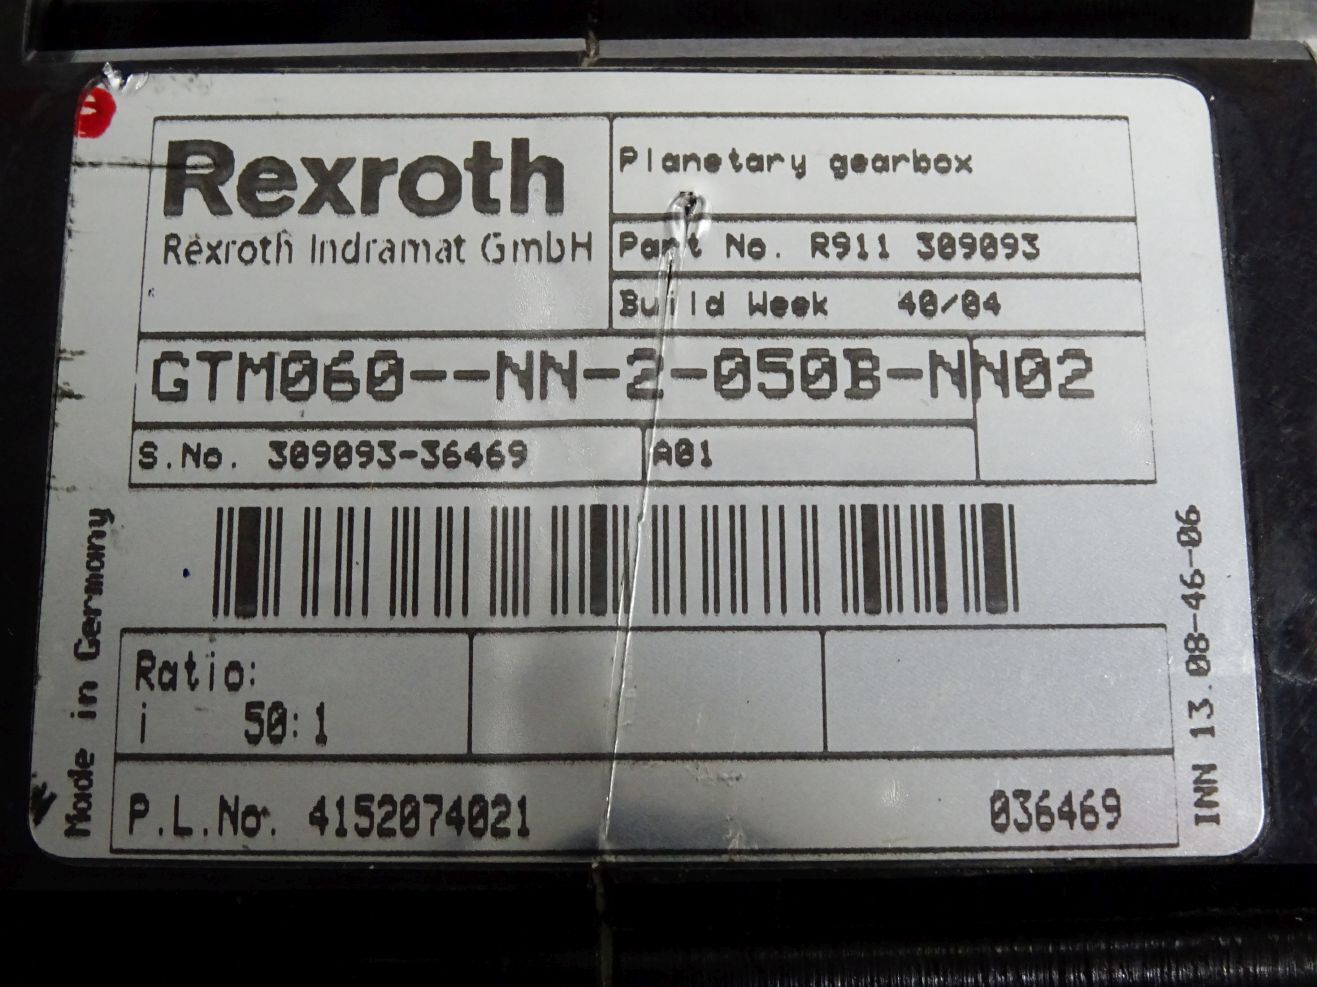 Rexroth
Rexroth Indramat GmbH
Planetary gearbox
Part No. R911 309093
Build Week 40/04
GTM060--NN-2-050B-NN02
S.No. 309093-36469
A01
Made in Germany
INN 13.08-46-06
Ratio:
i 50:1
P.L.No. 4152074021
036469